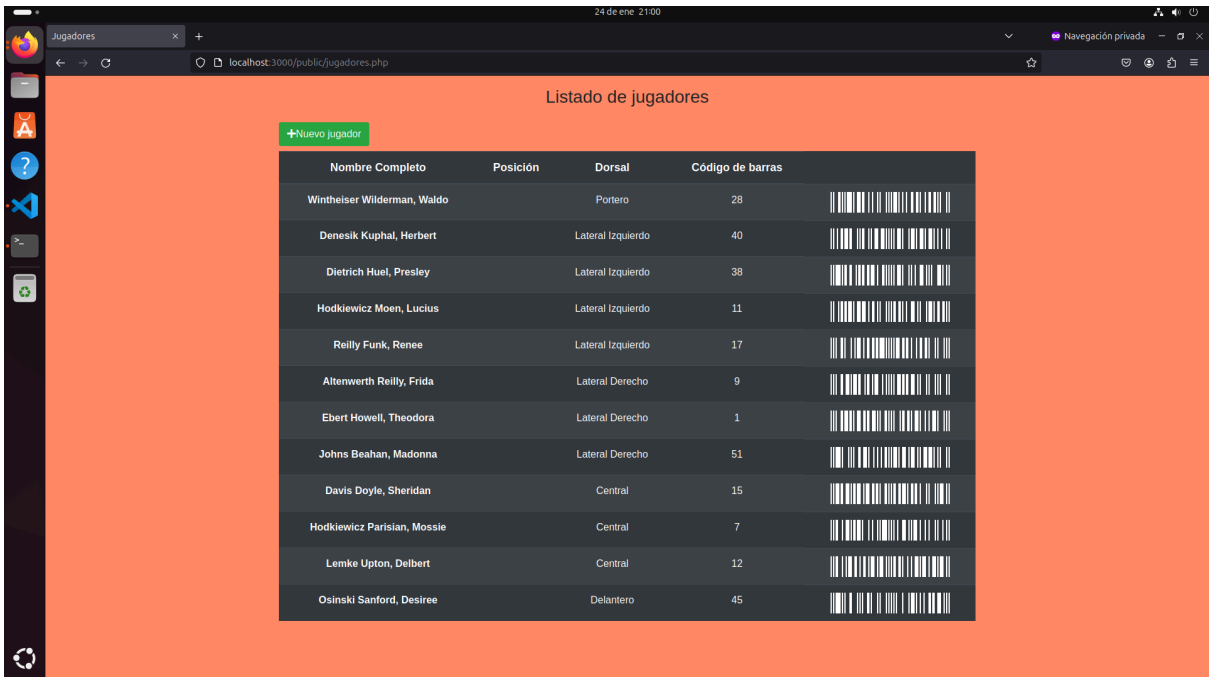 24 de ene 21:00
Jugadores
Navegación privada
localhost:3000/public/jugadores.php
Listado de jugadores
Nuevo jugador
Nombre Completo Posición Dorsal Código de barras
Wintheiser Wilderman, Waldo Portero 28
Denesik Kuphal, Herbert Lateral Izquierdo 40
Dietrich Huel, Presley Lateral Izquierdo 38
Hodkiewicz Moen, Lucius Lateral Izquierdo 11
Reilly Funk, Renee Lateral Izquierdo 17
Altenwerth Reilly, Frida Lateral Derecho 9
Ebert Howell, Theodora Lateral Derecho 1
Johns Beahan, Madonna Lateral Derecho 51
Davis Doyle, Sheridan Central 15
Hodkiewicz Parisian, Mossie Central 7
Lemke Upton, Delbert Central 12
Osinski Sanford, Desiree Delantero 45